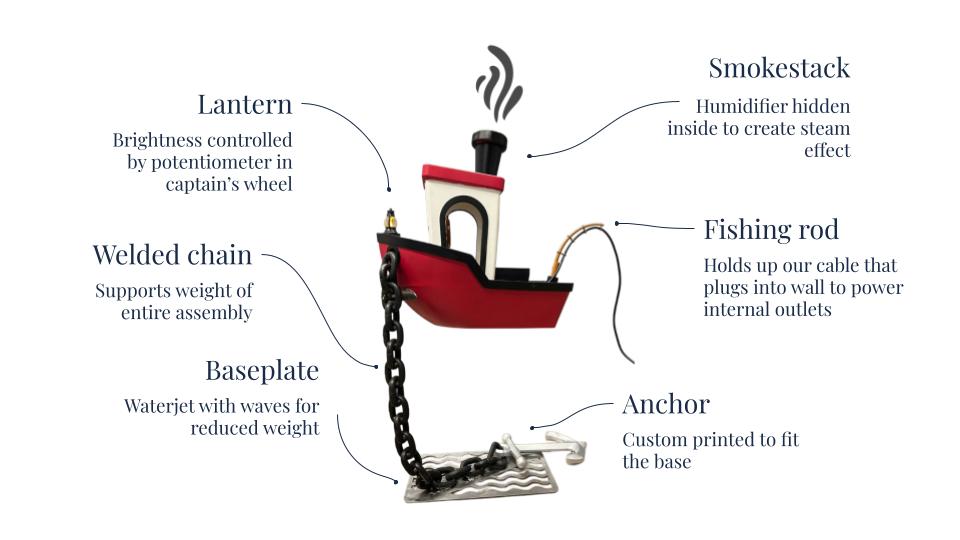 Lantern
Brightness controlled
by potentiometer in
captain's wheel
Welded chain
Supports weight of
entire assembly
Baseplate
Waterjet with waves for
reduced weight
Smokestack
Humidifier hidden
inside to create steam
effect
Fishing rod
Holds up our cable that
plugs into wall to power
internal outlets
Anchor
Custom printed to fit
the base